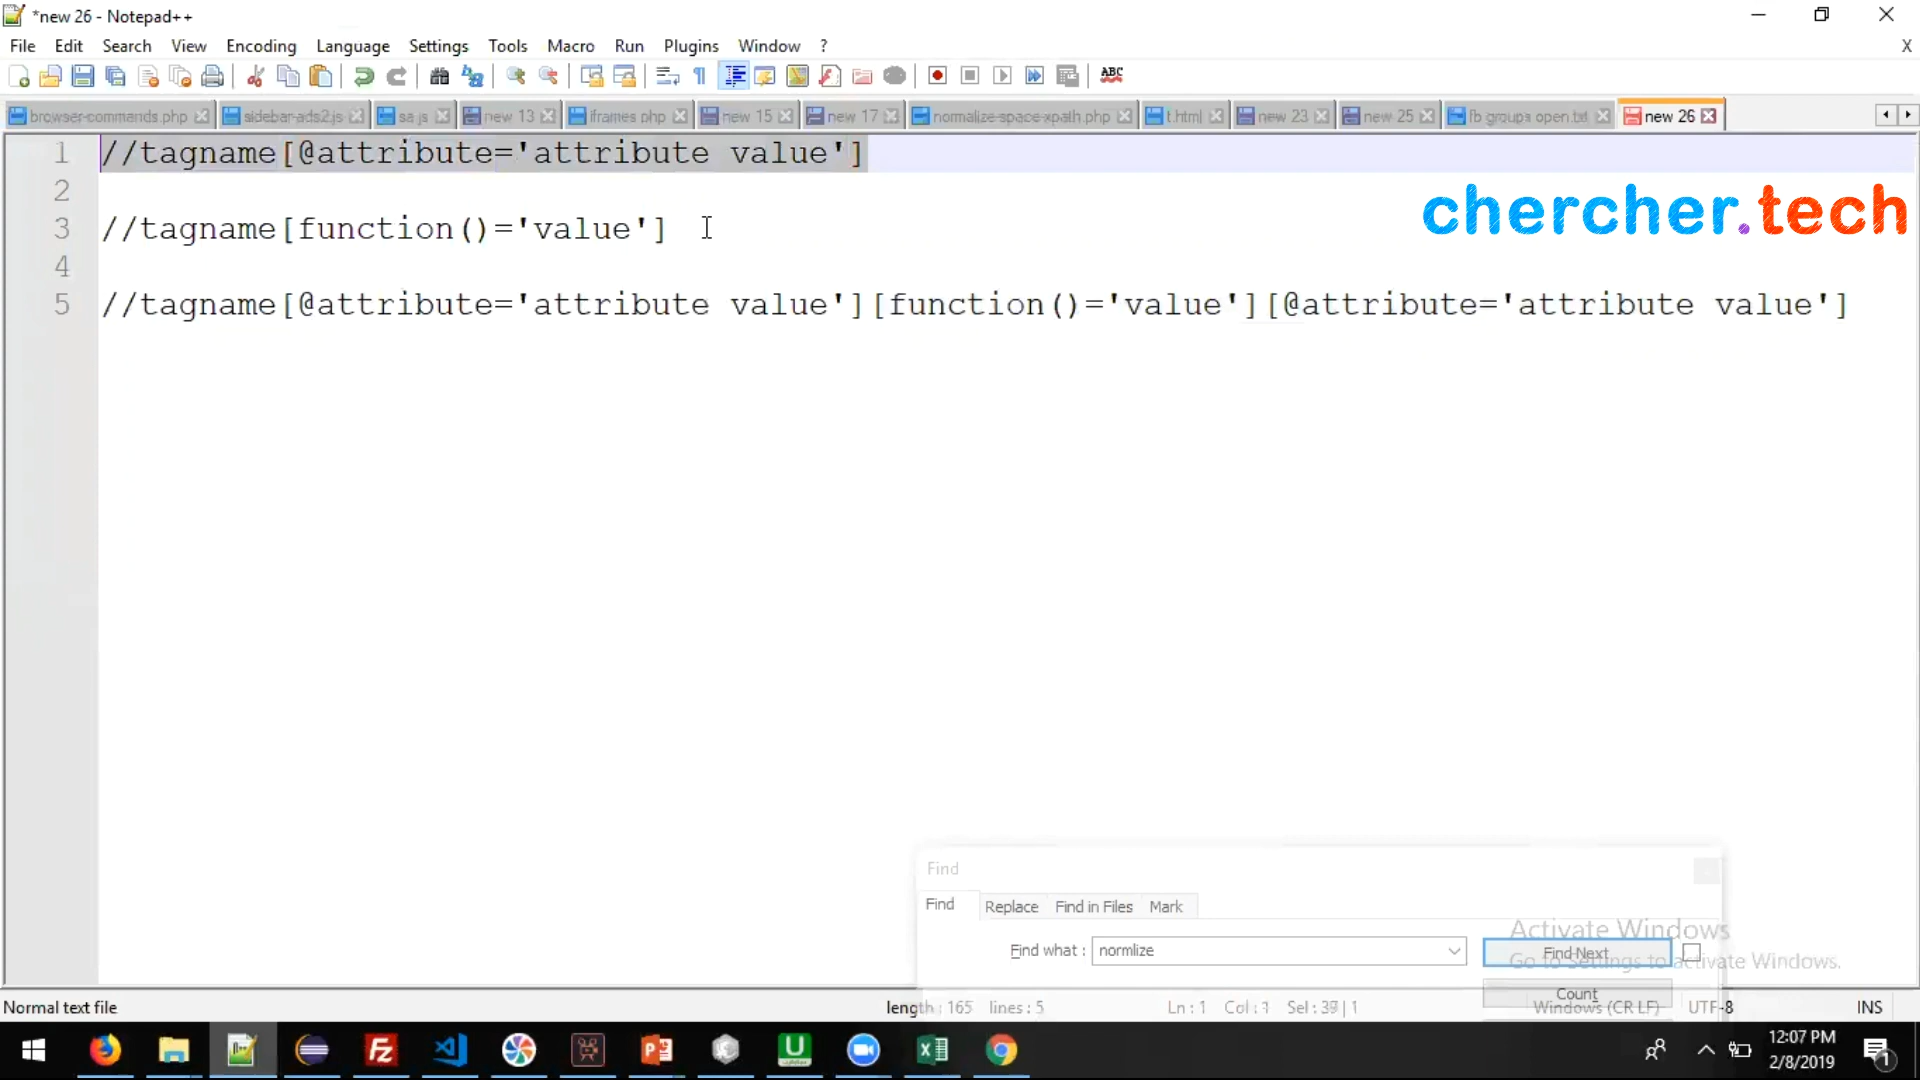 *new 26 - Notepad++
File Edit Search View Encoding Language Settings Tools Macro Run Plugins Window ? X
ABC
browser-commands.php sidebar-ads2.js sa.js new 13 iframes php new 15 new 17 normalize-space-xpath.php t.html new 23 new 25 fb groups open.txt new 26
1 //tagname[@attribute='attribute value']
2
chercher.tech
3 //tagname[function()='value']
4
5 //tagname[@attribute='attribute value'][function()='value'][@attribute='attribute value']
Find
Find Replace Find in Files Mark
Activate Windows
Find what : normlize Find Next
Go to Settings to activate Windows.
Count
Normal text file length : 165 lines : 5 Ln : 1 Col : 1 Sel : 39 | 1 Windows (CR LF) UTF-8 INS
12:07 PM
2/8/2019
1